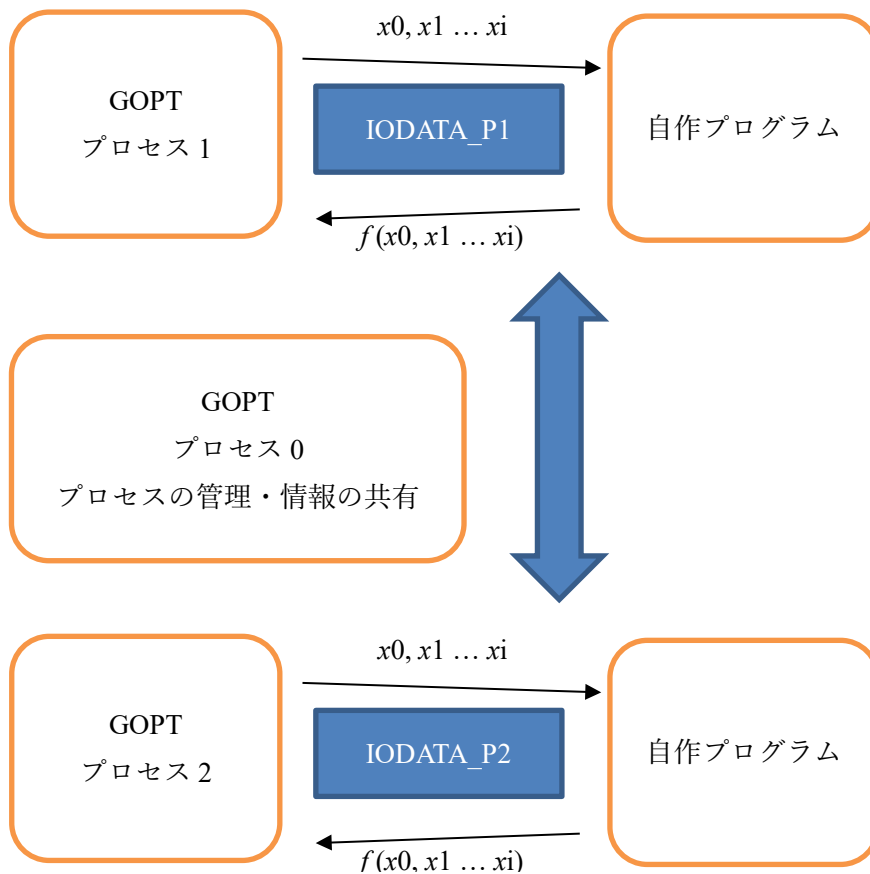 x0, x1 … xi
GOPT
プロセス 1
IODATA_P1
自作プログラム
f (x0, x1 … xi)
GOPT
プロセス 0
プロセスの管理・情報の共有
x0, x1 … xi
GOPT
プロセス 2
IODATA_P2
自作プログラム
f (x0, x1 … xi)